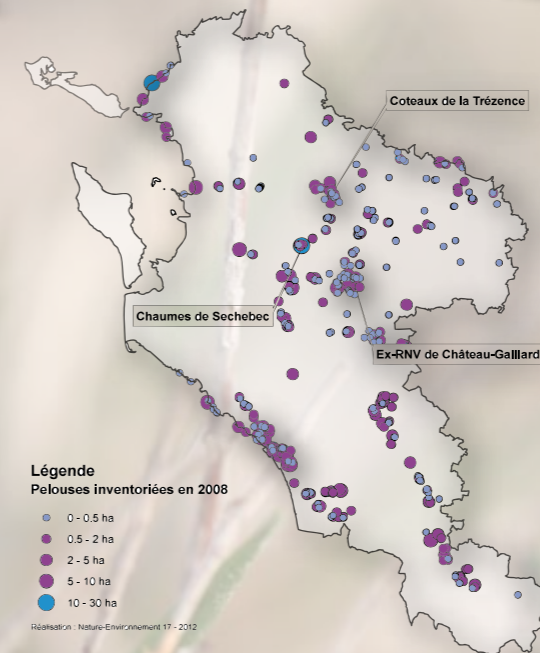 Coteaux de la Trézence
Chaumes de Sechebec
Ex-RNV de Château-Gaillard
Légende
Pelouses inventoriées en 2008
0 - 0.5 ha
0.5 - 2 ha
2 - 5 ha
5 - 10 ha
10 - 30 ha
Réalisation : Nature-Environnement 17 - 2012